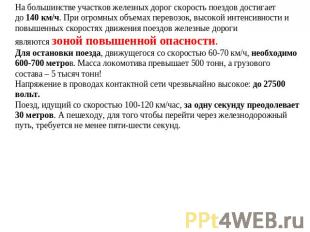 На большинстве участков железных дорог скорость поездов достигает
до 140 км/ч. При огромных объемах перевозок, высокой интенсивности и
повышенных скоростях движения поездов железные дороги
являются зоной повышенной опасности.
Для остановки поезда, движущегося со скоростью 60-70 км/ч, необходимо
600-700 метров. Масса локомотива превышает 500 тонн, а грузового
состава – 5 тысяч тонн!
Напряжение в проводах контактной сети чрезвычайно высокое: до 27500
вольт.
Поезд, идущий со скоростью 100-120 км/час, за одну секунду преодолевает
30 метров. А пешеходу, для того чтобы перейти через железнодорожный
путь, требуется не менее пяти-шести секунд.
PPt4WEB.ru